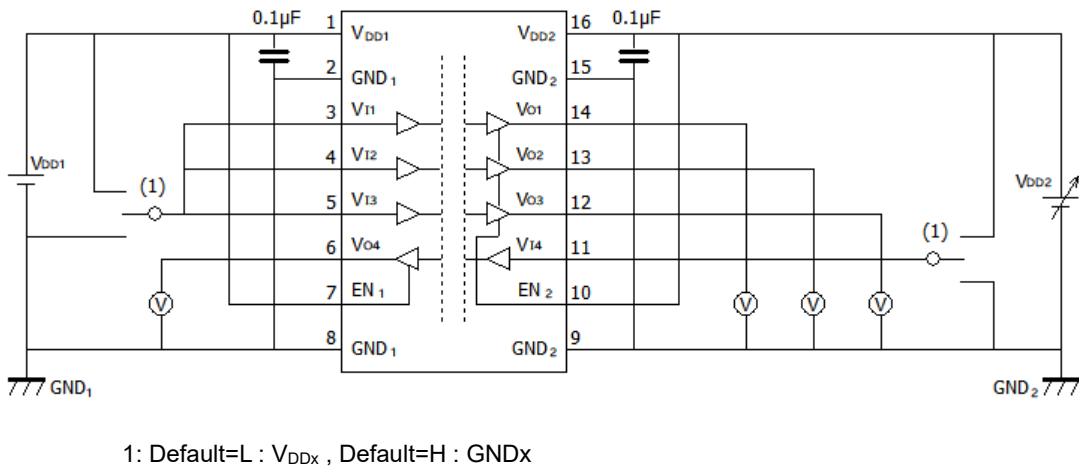 0.1µF
1
VDD1
VDD2
16
0.1µF
2
GND1
GND2
15
3
VI1
VO1
14
4
VI2
VO2
13
VDD1
(1)
5
VI3
VO3
12
VDD2
(1)
6
VO4
VI4
11
V
7
EN1
EN2
10
V
V
V
8
GND1
GND2
9
GND1
GND2
1: Default=L : VDDx , Default=H : GNDx